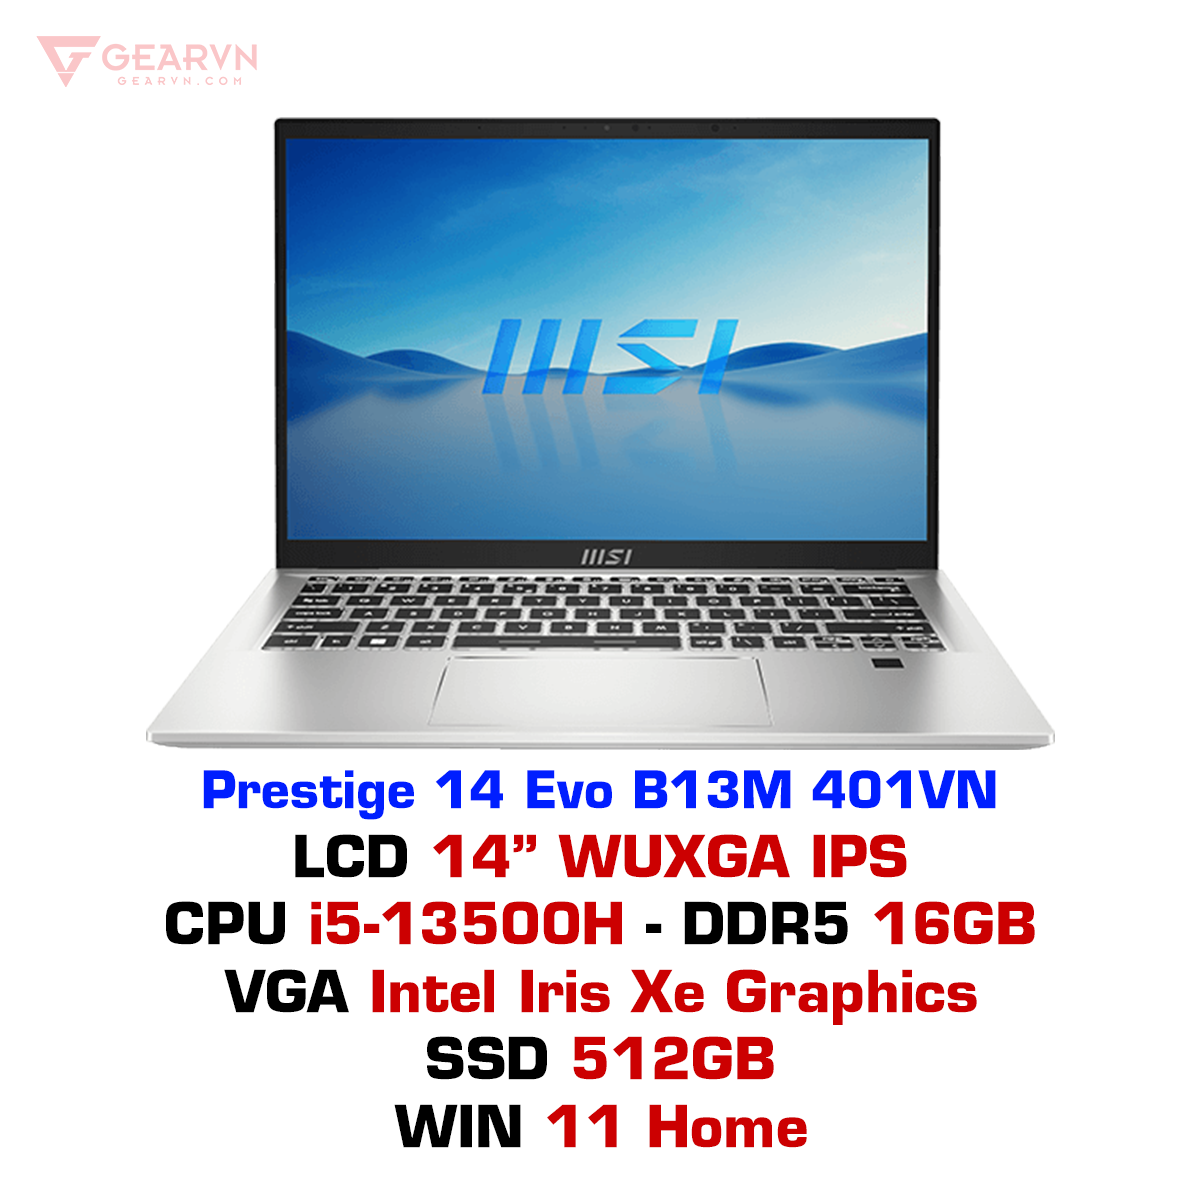 GEARVN
GEARVN.COM
msi
msi
Prestige 14 Evo B13M 401VN
LCD 14” WUXGA IPS
CPU i5-13500H - DDR5 16GB
VGA Intel Iris Xe Graphics
SSD 512GB
WIN 11 Home